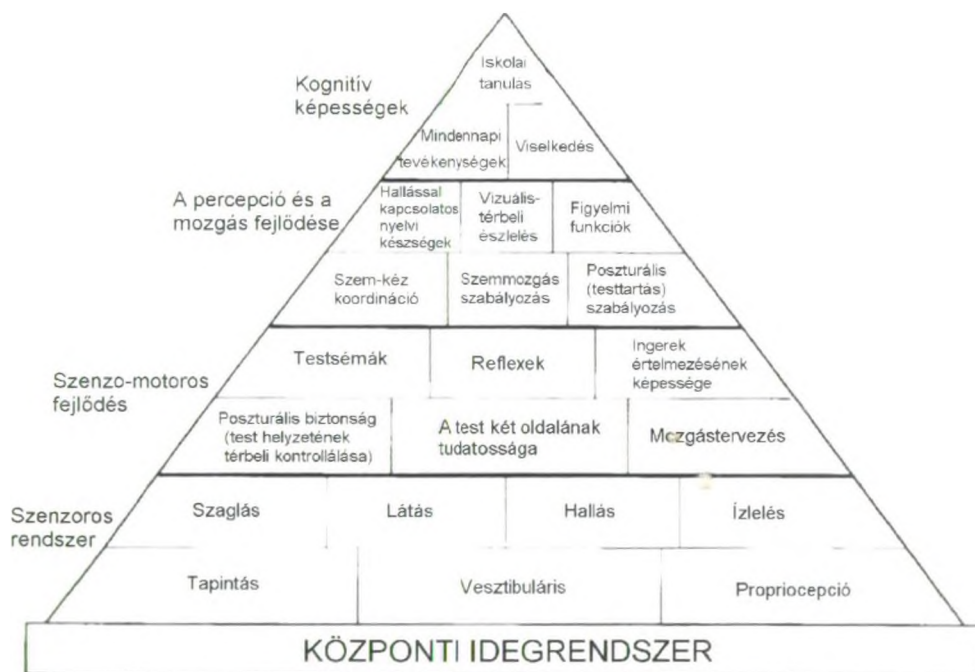 Iskolai
tanulás
Kognitív
képességek
Mindennapi
tevékenységek
Viselkedés
A percepció és a
mozgás fejlődése
Hallással
kapcsolatos
nyelvi
készségek
Vizuális-
térbeli
észlelés
Figyelmi
funkciók
Szem-kéz
koordináció
Szemmozgás
szabályozás
Poszturális
(testtartás)
szabályozás
Szenzo-motoros
fejlődés
Testsémák
Reflexek
Ingerek
értelmezésének
képessége
Poszturális biztonság
(test helyzetének
térbeli kontrollálása)
A test két oldalának
tudatossága
Mozgástervezés
Szenzoros
rendszer
Szaglás
Látás
Hallás
Ízlelés
Tapintás
Vesztibuláris
Propriocepció
KÖZPONTI IDEGRENDSZER